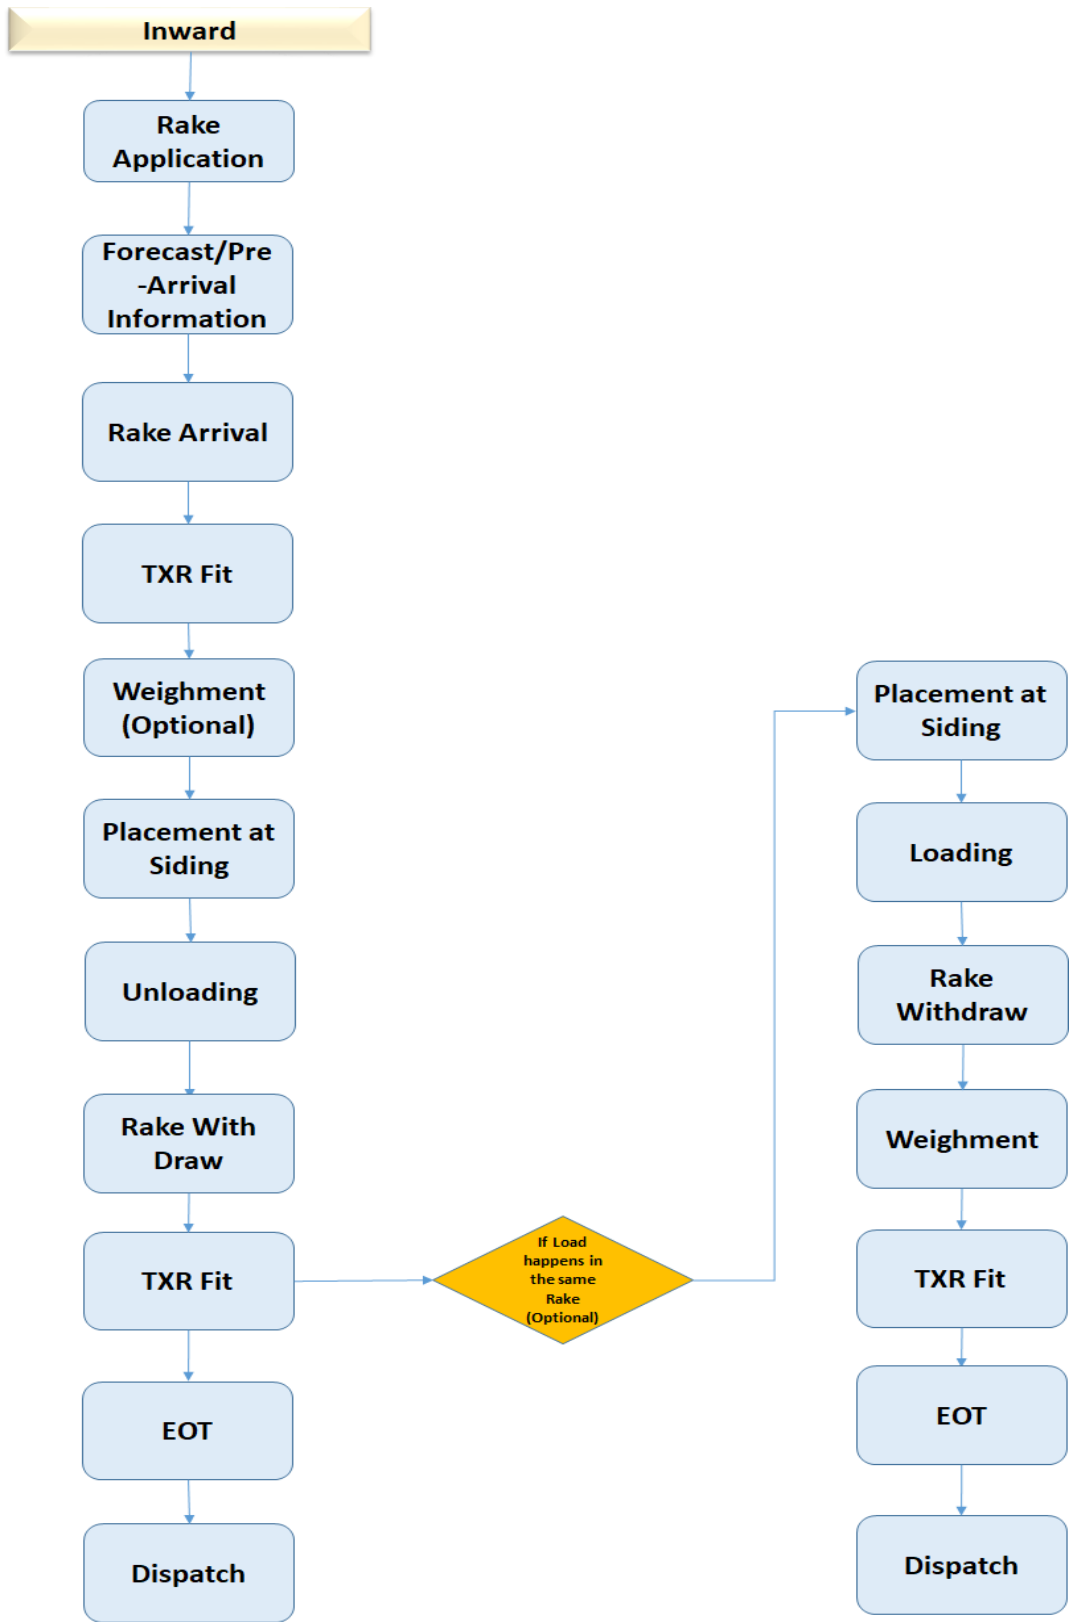 Inward
Rake
Application
Forecast/Pre
-Arrival
Information
Rake Arrival
TXR Fit
Weighment
(Optional)
Placement at
Siding
Unloading
Rake With
Draw
TXR Fit
EOT
Dispatch
If Load
happens in
the same
Rake
(Optional)
Placement at
Siding
Loading
Rake
Withdraw
Weighment
TXR Fit
EOT
Dispatch